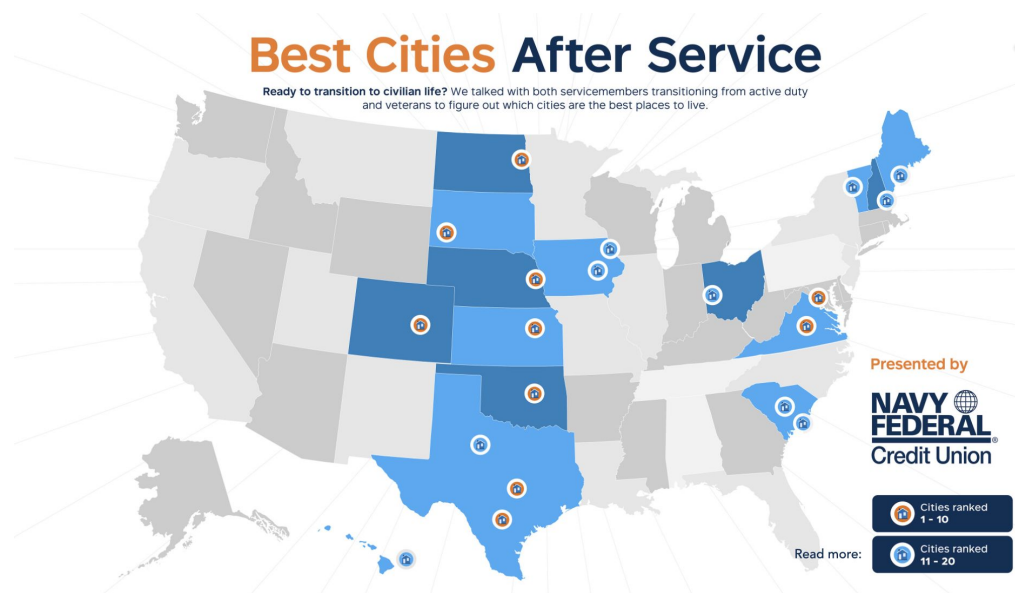 Best Cities After Service
Ready to transition to civilian life? We talked with both servicemembers transitioning from active duty
and veterans to figure out which cities are the best places to live.
Presented by
NAVY
FEDERAL®
Credit Union
Cities ranked
1 - 10
Read more:
Cities ranked
11 - 20